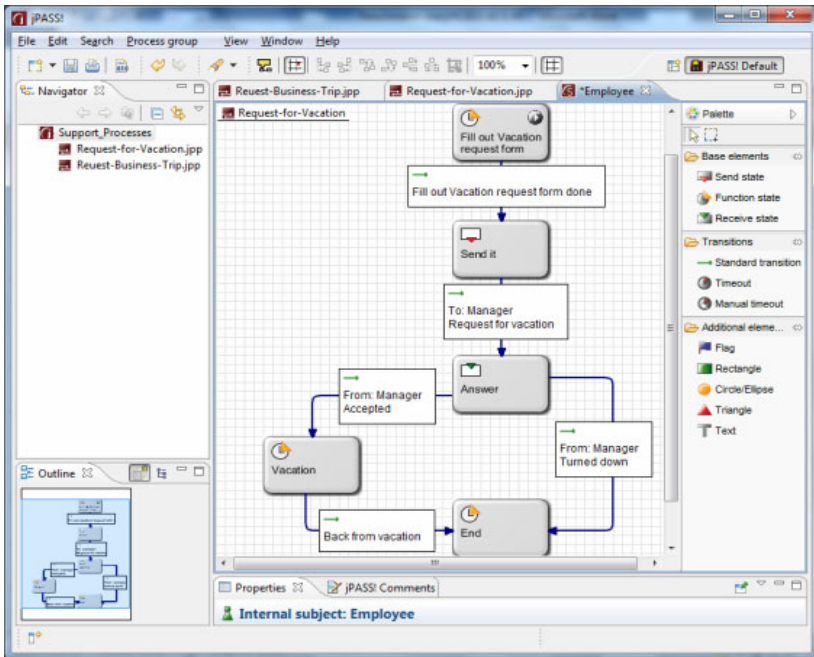 jPASS!
File Edit Search Process group View Window Help
100%
jPASS! Default
Navigator
Support_Processes
Request-for-Vacation.jpp
Reuest-Business-Trip.jpp
Reuest-Business-Trip.jpp
Request-for-Vacation.jpp
*Employee
Request-for-Vacation
Fill out Vacation
request form
Fill out Vacation request form done
Send it
To: Manager
Request for vacation
Answer
From: Manager
Accepted
From: Manager
Turned down
Vacation
Back from vacation
End
Palette
Base elements
Send state
Function state
Receive state
Transitions
Standard transition
Timeout
Manual timeout
Additional eleme...
Flag
Rectangle
Circle/Ellipse
Triangle
Text
Outline
Properties
jPASS! Comments
Internal subject: Employee